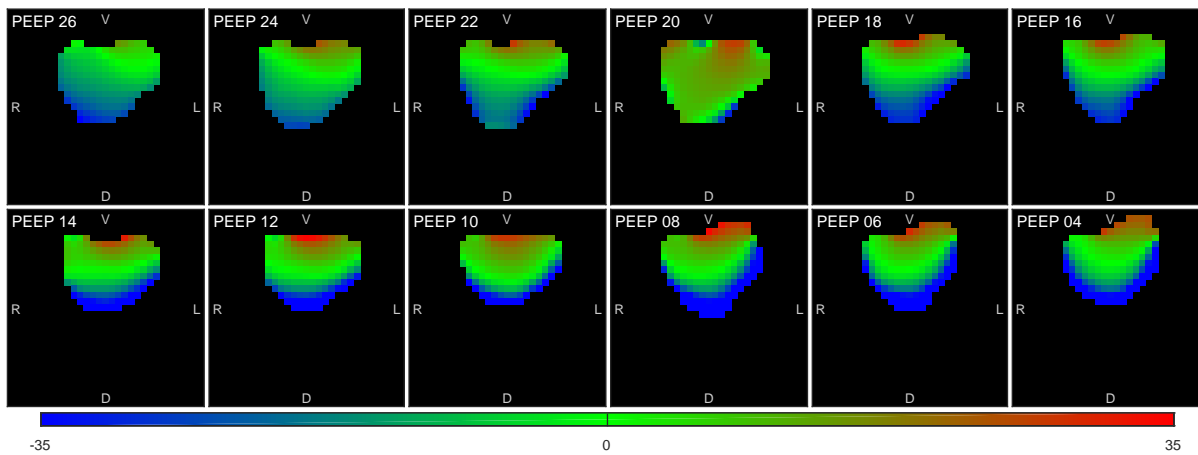 PEEP 26 V R L D
PEEP 24 V R L D
PEEP 22 V R L D
PEEP 20 V R L D
PEEP 18 V R L D
PEEP 16 V R L D
PEEP 14 V R L D
PEEP 12 V R L D
PEEP 10 V R L D
PEEP 08 V R L D
PEEP 06 V R L D
PEEP 04 V R L D
-35 0 35